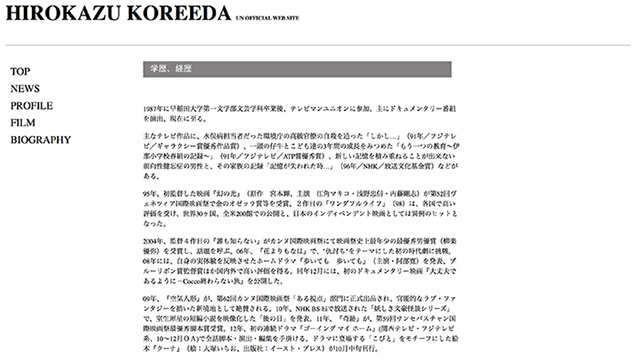 HIROKAZU KOREEDA UN OFFICIAL WEB SITE
TOP
NEWS
PROFILE
FILM
BIOGRAPHY
学歴、経歴
1987年に早稲田大学第一文学部文芸学科卒業後、テレビマンユニオンに参加。主にドキュメンタリー番組
を演出、現在に至る。
主なテレビ作品に、水俣病担当者だった環境庁の高級官僚の自殺を追った「しかし…」(91年／フジテレ
ビ／ギャラクシー賞優秀作品賞)、一頭の仔牛とこども達の3年間の成長をみつめた「もう一つの教育～伊
那小学校春組の記録～」(91年／フジテレビ／ATP賞優秀賞)、新しい記憶を積み重ねることが出来ない
前向性健忘症の男性と、その家族の記録「記憶が失われた時…」(96年／NHK／放送文化基金賞)などが
ある。
95年、初監督した映画『幻の光』(原作 宮本輝、主演 江角マキコ・浅野忠信・内藤剛志)が第52回ヴ
ェネツィア国際映画祭で金のオゼッラ賞等を受賞。2作目の『ワンダフルライフ』(98)は、各国で高い
評価を受け、世界30ヶ国、全米200館での公開と、日本のインディペンデント映画としては異例のヒットと
なった。
2004年、監督4作目の『誰も知らない』がカンヌ国際映画祭にて映画祭史上最年少の最優秀男優賞(柳楽
優弥)を受賞し、話題を呼ぶ。06年、『花よりもなほ』で、"仇討ち"をテーマにした初の時代劇に挑戦。
08年には、自身の実体験を反映させたホームドラマ『歩いても 歩いても』(主演・阿部寛)を発表、ブ
ルーリボン賞監督賞ほか国内外で高い評価を得る。同年12月には、初のドキュメンタリー映画『大丈夫で
あるように－Cocco終わらない旅』を公開した。
09年、『空気人形』が、第62回カンヌ国際映画祭「ある視点」部門に正式出品され、官能的なラブ・ファ
ンタジーを描いた新境地として絶賛される。10年、NHK BSｈｉで放送された「妖しき文豪怪談シリーズ」
で、室生犀星の短編小説を映像化した「後の日」を発表。11年、『奇跡』が、第59回サンセバスチャン国
際映画祭最優秀脚本賞受賞。12年、初の連続ドラマ『ゴーイング マイ ホーム』(関西テレビ・フジテレビ
系、10～12月OA)で全話脚本・演出・編集を手掛ける。ドラマに登場する「こびと」をモチーフにした絵
本『クーナ』(絵：大塚いちお、出版社：イースト・プレス)が10月中旬刊行。